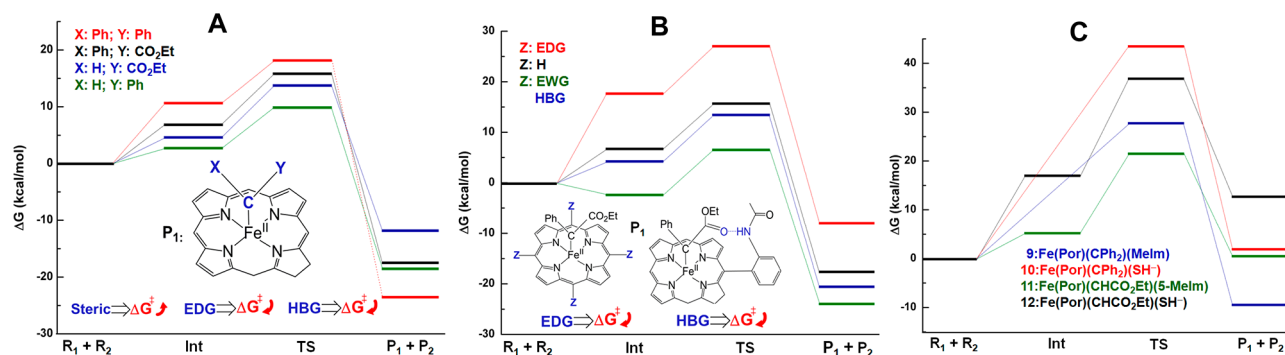 A
X: Ph; Y: Ph
X: Ph; Y: CO₂Et
X: H; Y: CO₂Et
X: H; Y: Ph
ΔG (kcal/mol)
20
10
0
-10
-20
-30
X
Y
C
N
N
Fe
II
N
N
P₁:
Steric⇒ΔG‡
EDG⇒ΔG‡
HBG⇒ΔG‡
R₁ + R₂
Int
TS
P₁ + P₂
B
Z: EDG
Z: H
Z: EWG
HBG
ΔG (kcal/mol)
30
20
10
0
-10
-20
-30
Z
Ph
CO₂Et
C
N
N
Z
Fe
II
Z
N
N
Z
P₁
OEt
O
Ph
C
O
HN
N
N
Fe
II
N
N
EDG⇒ΔG‡
HBG⇒ΔG‡
R₁ + R₂
Int
TS
P₁ + P₂
C
ΔG (kcal/mol)
40
30
20
10
0
-10
9:Fe(Por)(CPh₂)(MeIm)
10:Fe(Por)(CPh₂)(SH⁻)
11:Fe(Por)(CHCO₂Et)(5-MeIm)
12:Fe(Por)(CHCO₂Et)(SH⁻)
R₁ + R₂
Int
TS
P₁ + P₂